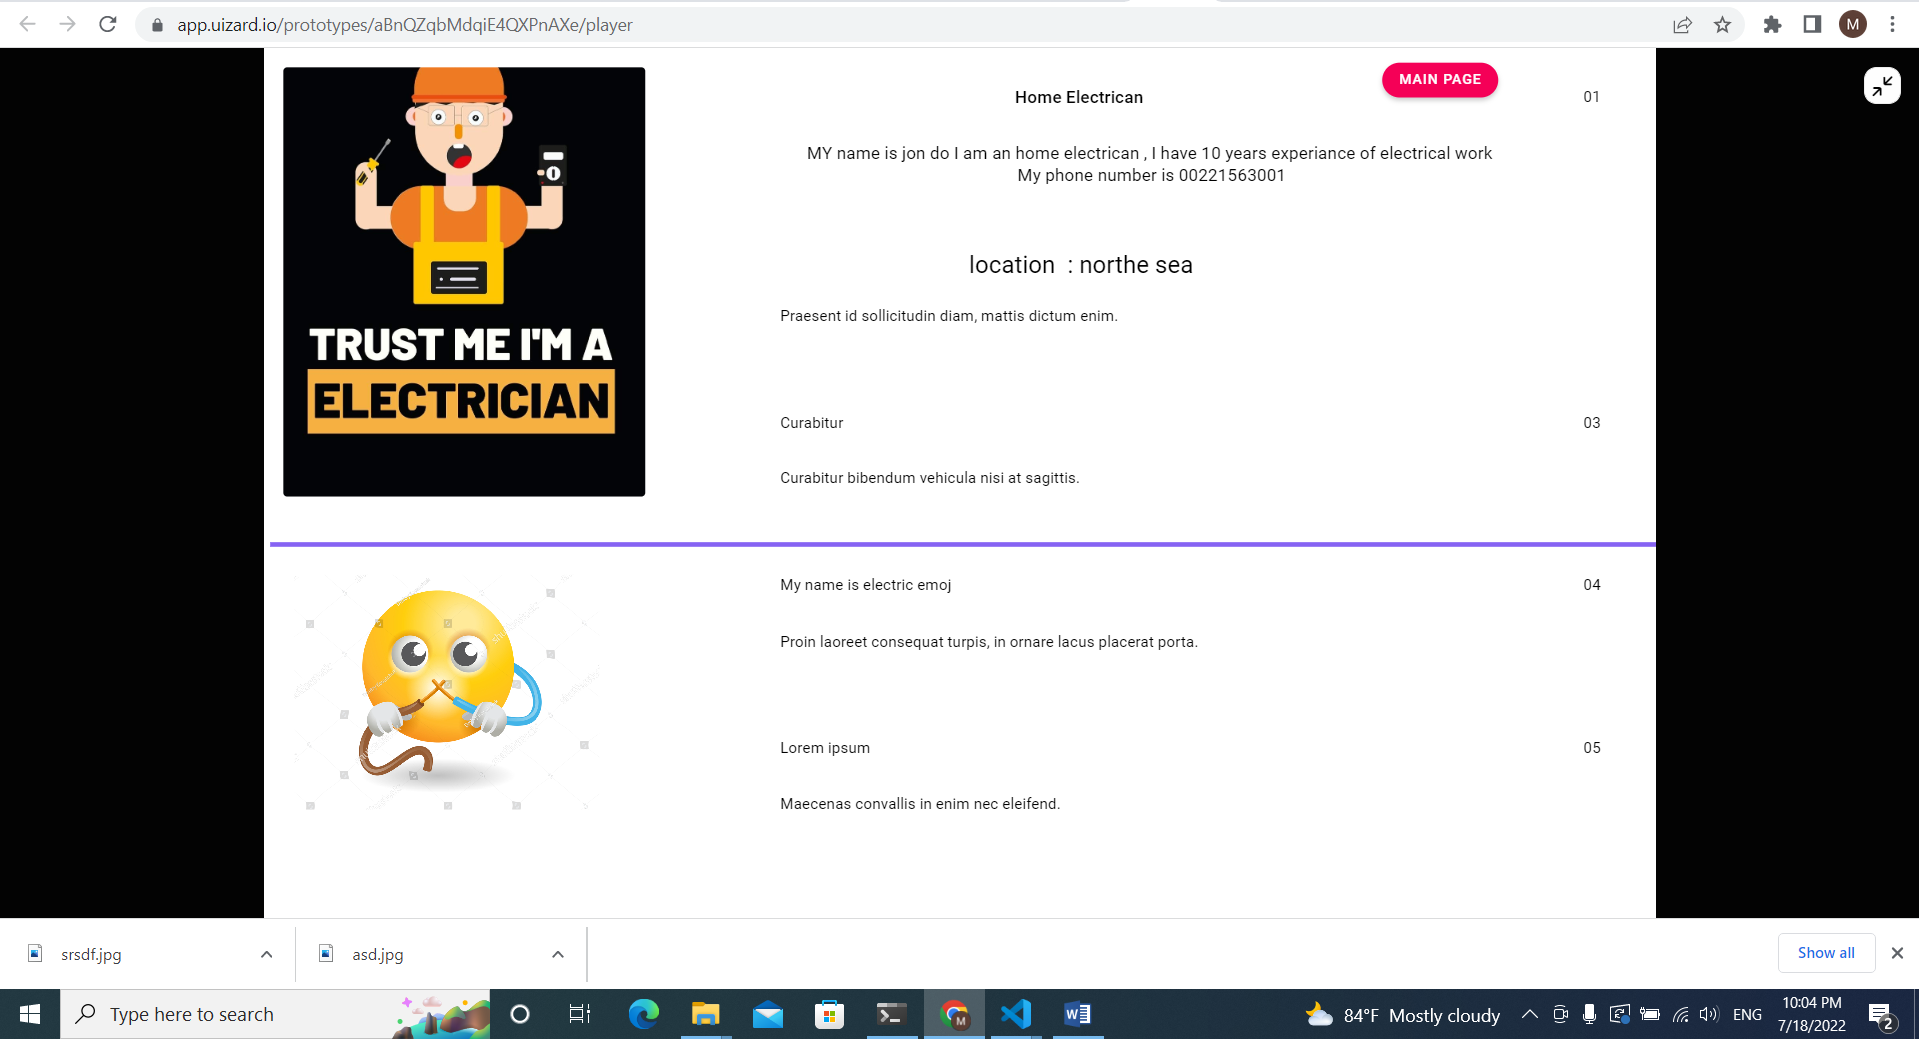 app.uizard.io/prototypes/aBnQZqbMdqiE4QXPnAXe/player
M
MAIN PAGE
Home Electrican
01
MY name is jon do I am an home electrican , I have 10 years experiance of electrical work
My phone number is 00221563001
location : northe sea
Praesent id sollicitudin diam, mattis dictum enim.
TRUST ME I'M A
ELECTRICIAN
Curabitur
03
Curabitur bibendum vehicula nisi at sagittis.
My name is electric emoj
04
Proin laoreet consequat turpis, in ornare lacus placerat porta.
Lorem ipsum
05
Maecenas convallis in enim nec eleifend.
srsdf.jpg
asd.jpg
Show all
Type here to search
M
W
84°F Mostly cloudy
ENG
10:04 PM
7/18/2022
2